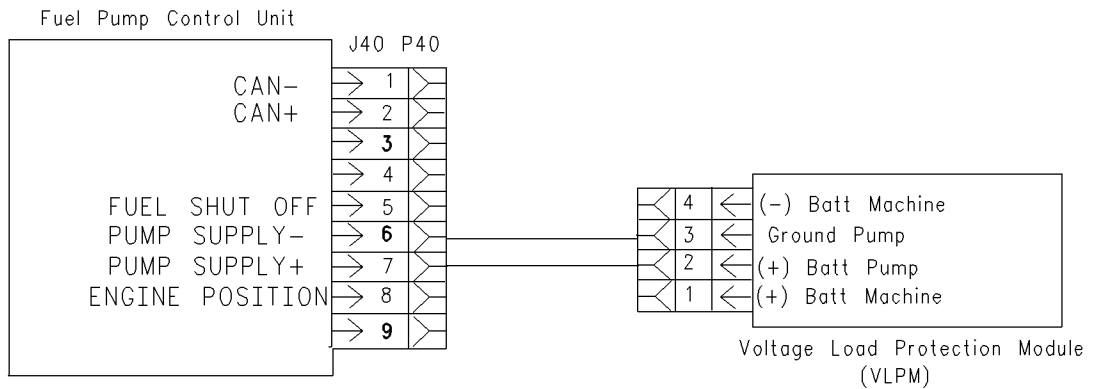 Fuel Pump Control Unit
J40 P40
CAN- 1
CAN+ 2
3
4
FUEL SHUT OFF 5
PUMP SUPPLY- 6
PUMP SUPPLY+ 7
ENGINE POSITION 8
9
4 (-) Batt Machine
3 Ground Pump
2 (+) Batt Pump
1 (+) Batt Machine
Voltage Load Protection Module
(VLPM)